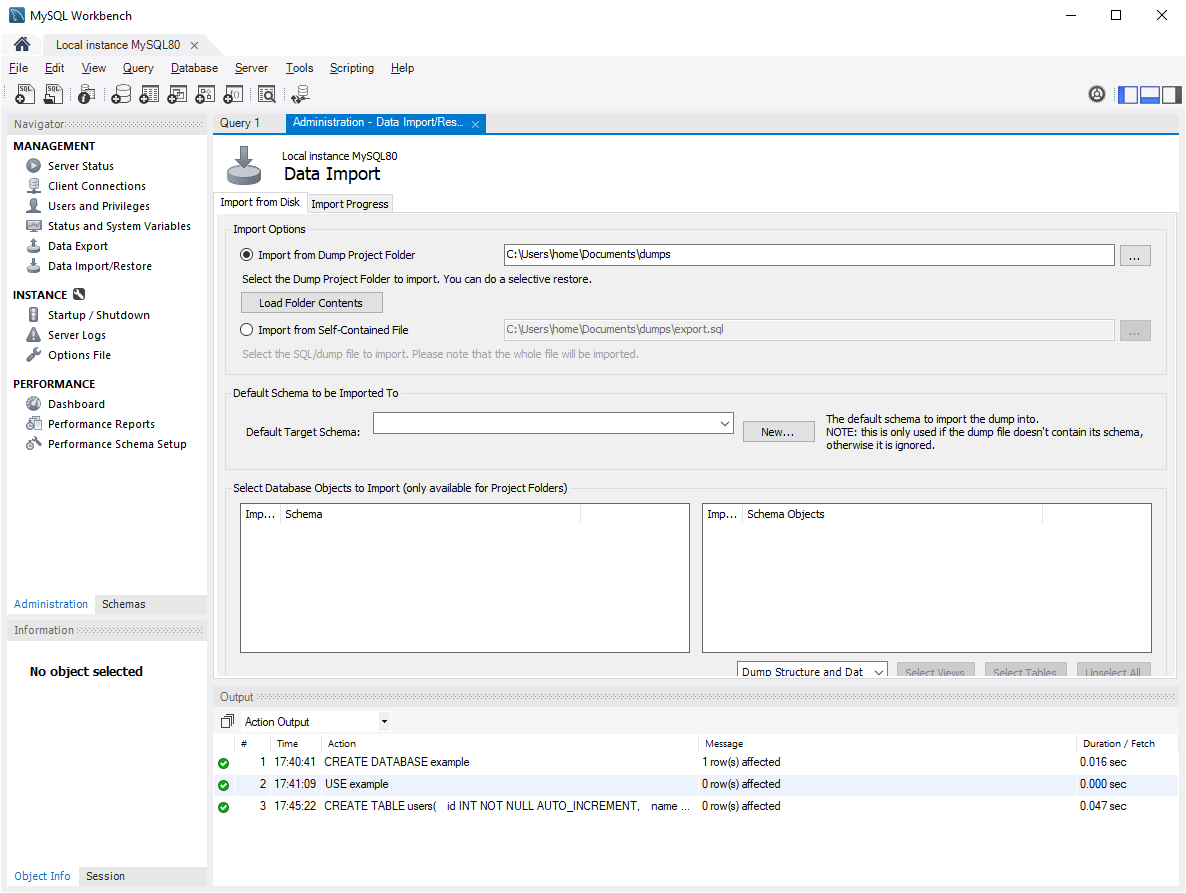 MySQL Workbench
Local instance MySQL80
File Edit View Query Database Server Tools Scripting Help
Navigator
MANAGEMENT
Server Status
Client Connections
Users and Privileges
Status and System Variables
Data Export
Data Import/Restore
INSTANCE
Startup / Shutdown
Server Logs
Options File
PERFORMANCE
Dashboard
Performance Reports
Performance Schema Setup
Administration Schemas
Information
No object selected
Object Info Session
Query 1 Administration - Data Import/Res...
Local instance MySQL80
Data Import
Import from Disk Import Progress
Import Options
Import from Dump Project Folder C:\Users\home\Documents\dumps ...
Select the Dump Project Folder to import. You can do a selective restore.
Load Folder Contents
Import from Self-Contained File C:\Users\home\Documents\dumps\export.sql ...
Select the SQL/dump file to import. Please note that the whole file will be imported.
Default Schema to be Imported To
Default Target Schema: New...
The default schema to import the dump into.
NOTE: this is only used if the dump file doesn't contain its schema,
otherwise it is ignored.
Select Database Objects to Import (only available for Project Folders)
Imp... Schema Imp... Schema Objects
Dump Structure and Dat Select Views Select Tables Unselect All
Output
Action Output
# Time Action Message Duration / Fetch
1 17:40:41 CREATE DATABASE example 1 row(s) affected 0.016 sec
2 17:41:09 USE example 0 row(s) affected 0.000 sec
3 17:45:22 CREATE TABLE users( id INT NOT NULL AUTO_INCREMENT, name ... 0 row(s) affected 0.047 sec